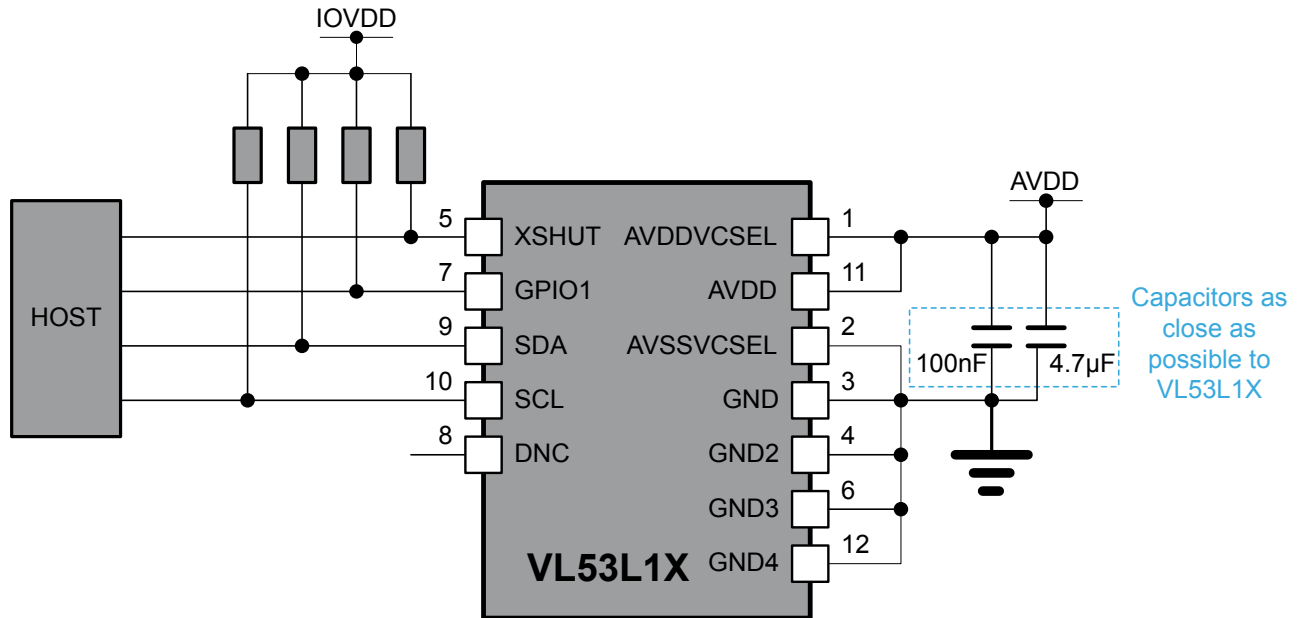 IOVDD
AVDD
HOST
5
7
9
10
8
XSHUT
GPIO1
SDA
SCL
DNC
AVDDVCSEL
AVDD
AVSSVCSEL
GND
GND2
GND3
GND4
1
11
2
3
4
6
12
VL53L1X
100nF
4.7µF
Capacitors as
close as
possible to
VL53L1X